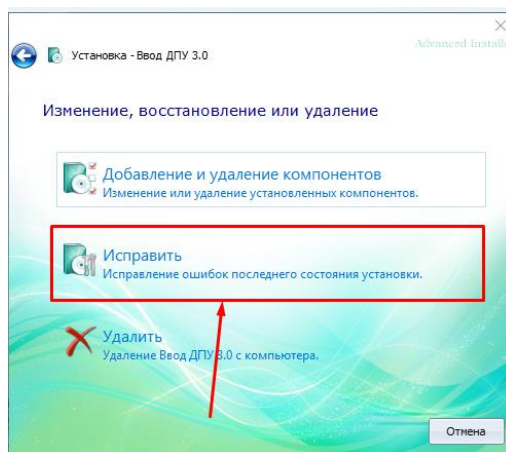 Advanced Installe
Установка - Ввод ДПУ 3.0
Изменение, восстановление или удаление
Добавление и удаление компонентов
Изменение или удаление установленных компонентов.
Исправить
Исправление ошибок последнего состояния установки.
Удалить
Удаление Ввод ДПУ 3.0 с компьютера.
Отмена